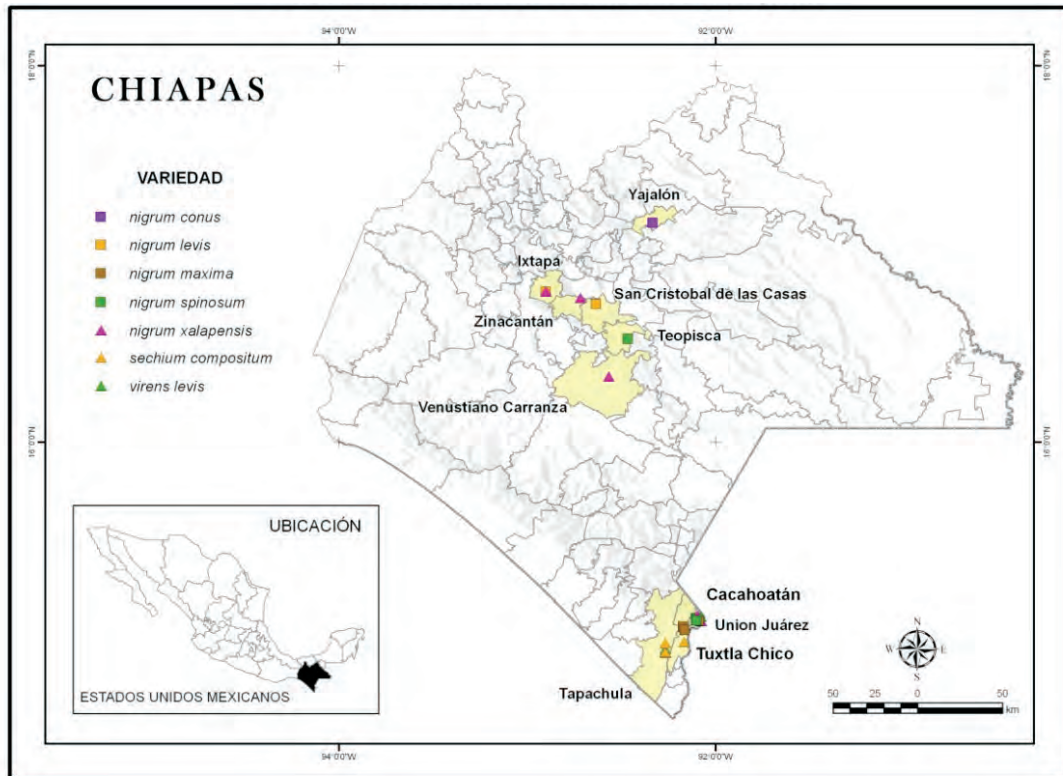 94°0'0"W
92°0'0"W
18°0'0"N
18°0'0"N
CHIAPAS
VARIEDAD
nigrum conus
nigrum levis
nigrum maxima
nigrum spinosum
nigrum xalapensis
sechium compositum
virens levis
Yajalón
Ixtapa
San Cristobal de las Casas
Zinacantán
Teopisca
Venustiano Carranza
16°0'0"N
16°0'0"N
UBICACIÓN
ESTADOS UNIDOS MEXICANOS
Cacahoatán
Union Juárez
Tuxtla Chico
Tapachula
N
W
E
S
50 25 0 50
km
94°0'0"W
92°0'0"W